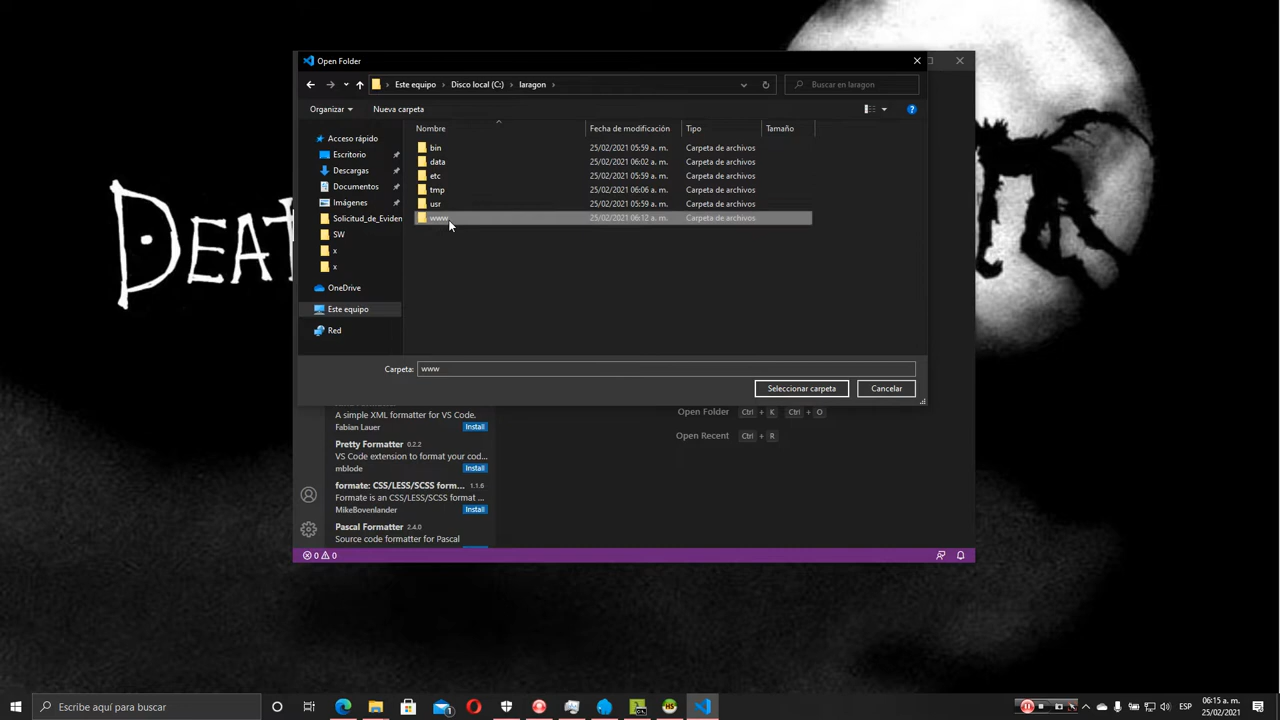 Open Folder
Este equipo
Disco local (C:)
laragon
Buscar en laragon
Organizar
Nueva carpeta
Nombre
Fecha de modificación
Tipo
Tamaño
Acceso rápido
Escritorio
Descargas
Documentos
Imágenes
Solicitud_de_Eviden
SW
x
x
OneDrive
Este equipo
Red
bin 25/02/2021 05:59 a. m. Carpeta de archivos
data 25/02/2021 06:02 a. m. Carpeta de archivos
etc 25/02/2021 05:59 a. m. Carpeta de archivos
tmp 25/02/2021 06:06 a. m. Carpeta de archivos
usr 25/02/2021 05:59 a. m. Carpeta de archivos
www 25/02/2021 06:12 a. m. Carpeta de archivos
Carpeta: www
Seleccionar carpeta
Cancelar
DEAT
A simple XML formatter for VS Code.
Fabian Lauer Install
Pretty Formatter 0.2.2
VS Code extension to format your cod...
mblode Install
formate: CSS/LESS/SCSS form... 1.1.6
Formate is an CSS/LESS/SCSS format ...
MikeBovenlander Install
Pascal Formatter 2.4.0
Source code formatter for Pascal
Open Folder Ctrl + K Ctrl + O
Open Recent Ctrl + R
0 0
Escribe aquí para buscar
ESP
06:15 a. m.
25/02/2021